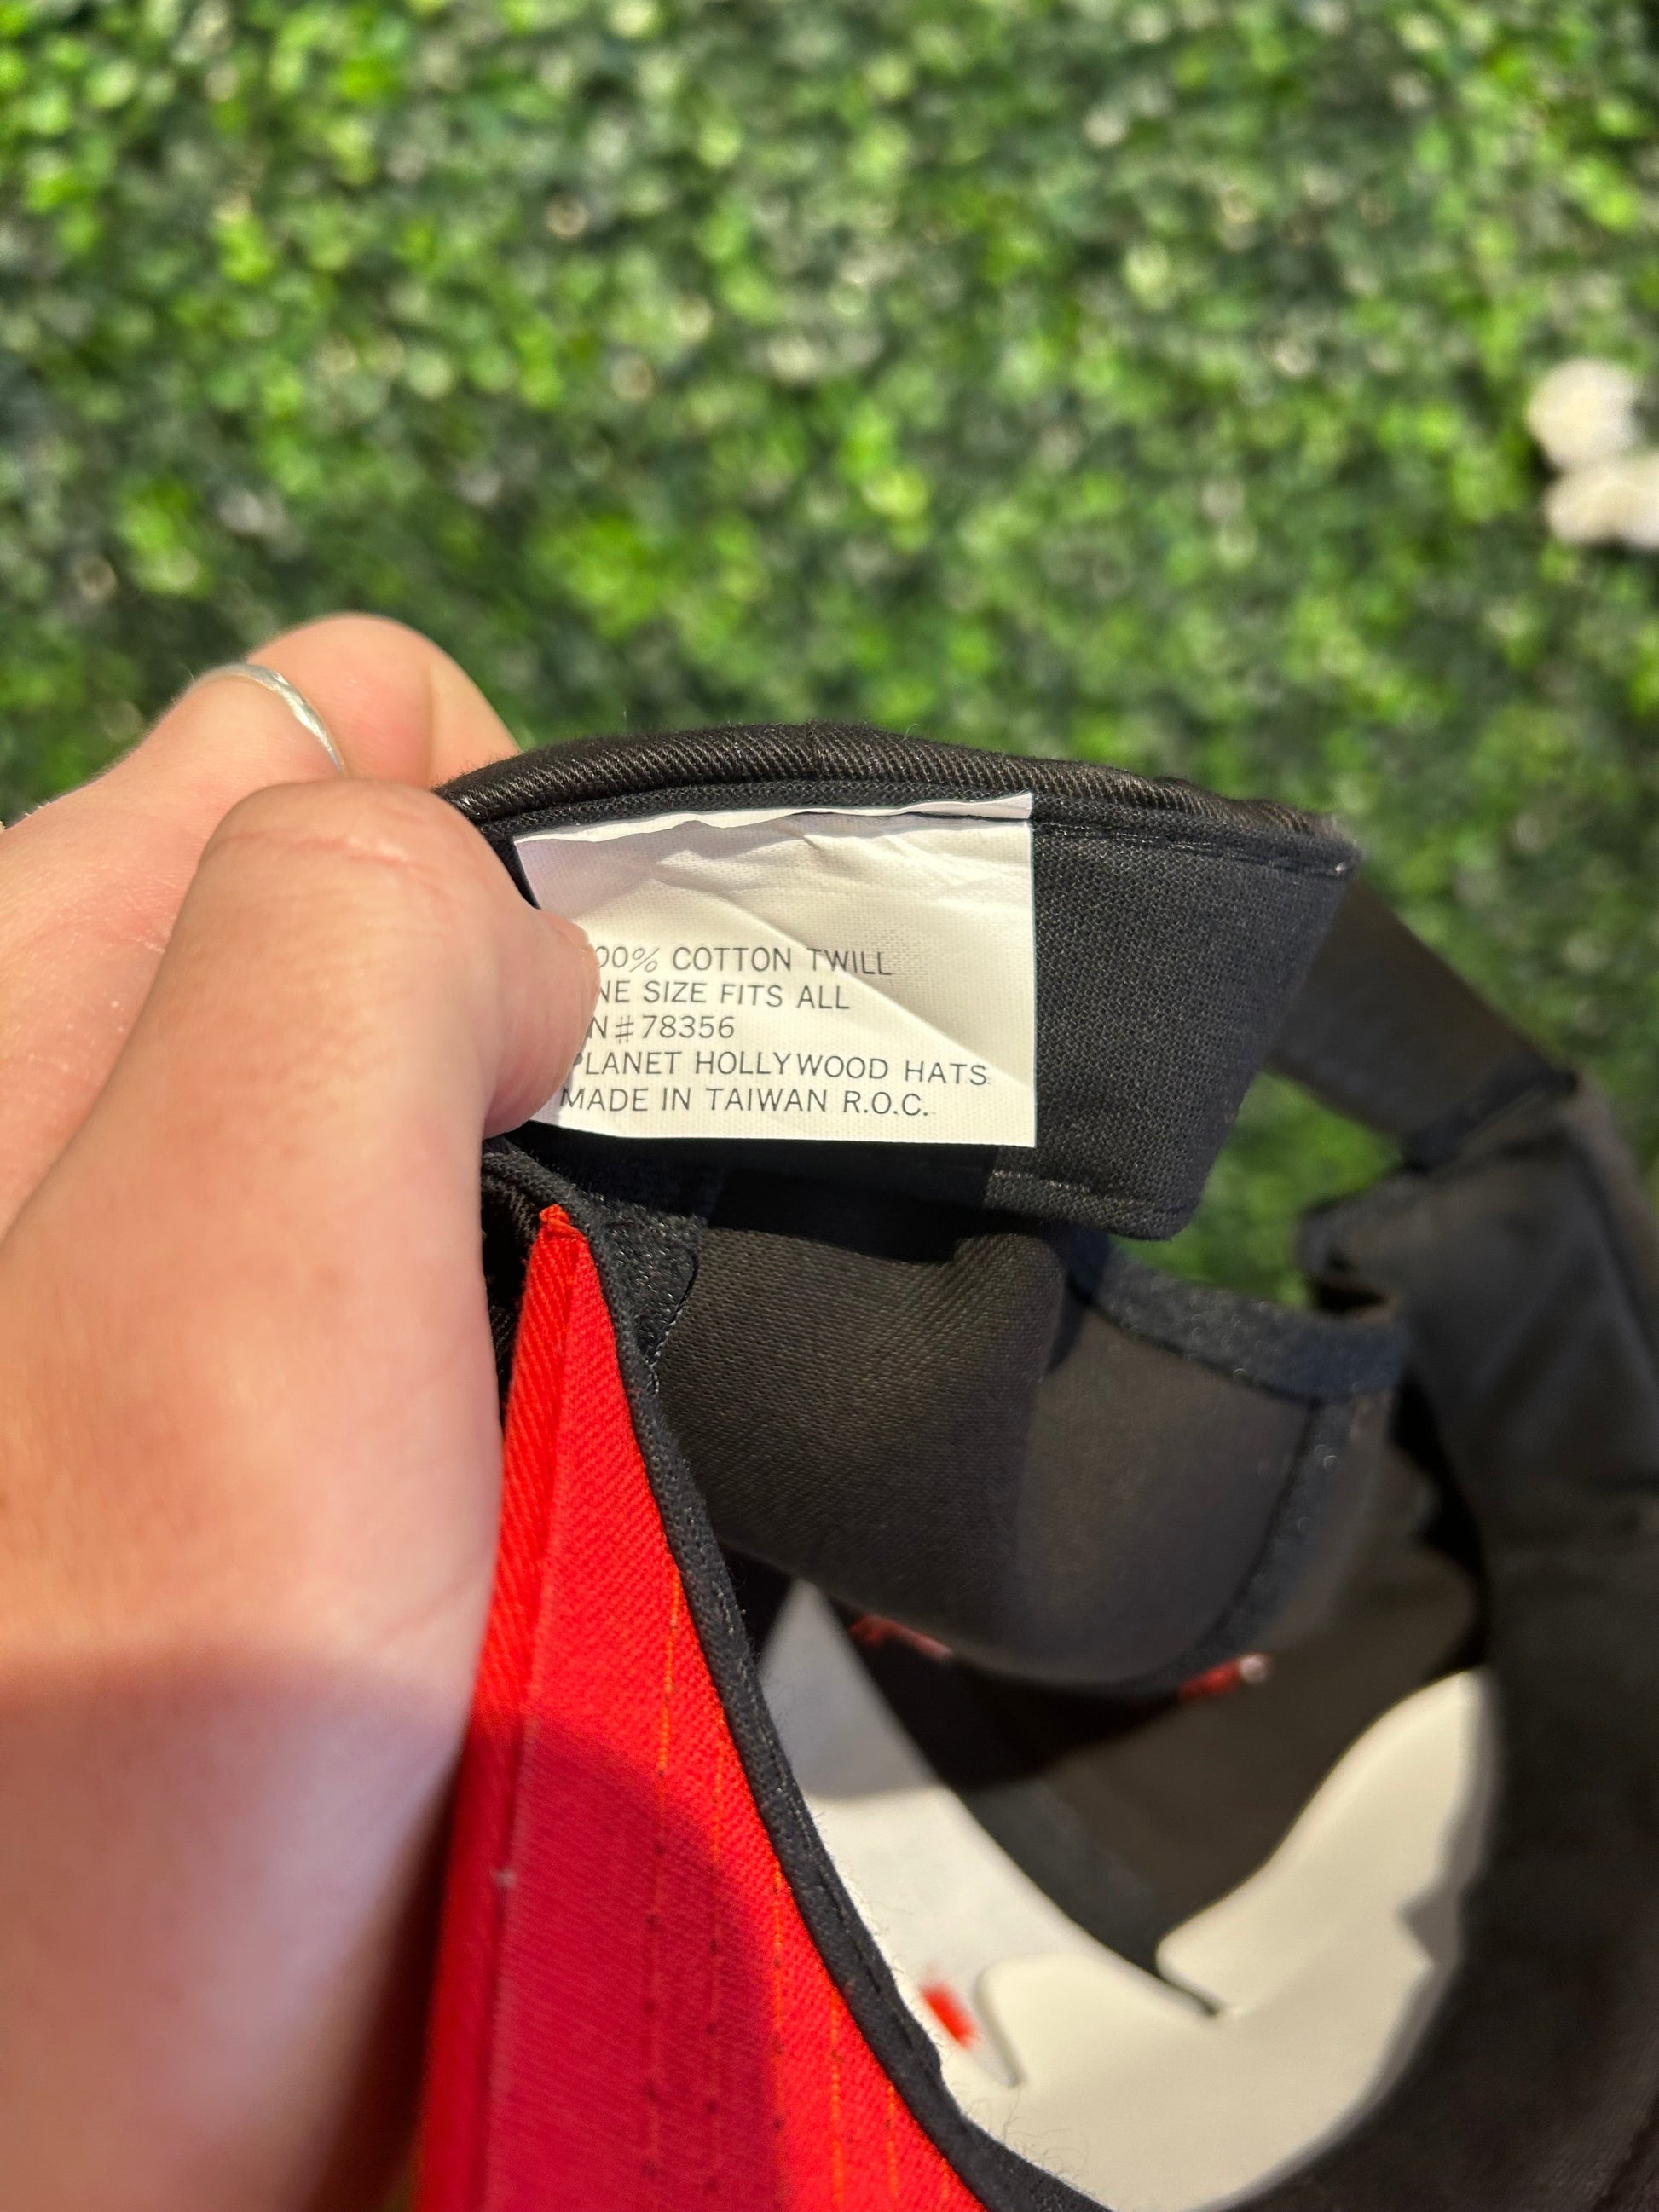 00% COTTON TWILL
NE SIZE FITS ALL
N#78356
PLANET HOLLYWOOD HATS
MADE IN TAIWAN R.O.C.